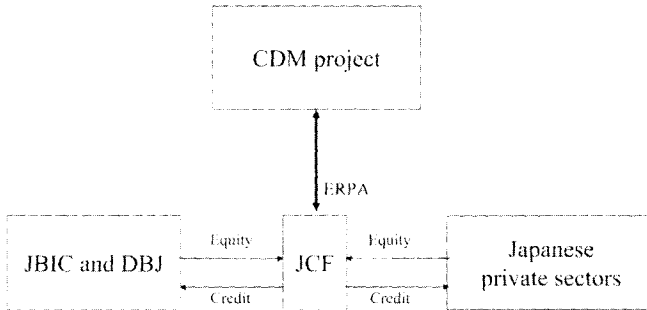 CDM project
ERPA
Equity
Equity
JBIC and DBJ
JCF
Japanese
private sectors
Credit
Credit